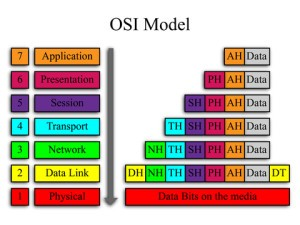 OSI Model
7 Application AH Data
6 Presentation PH AH Data
5 Session SH PH AH Data
4 Transport TH SH PH AH Data
3 Network NH TH SH PH AH Data
2 Data Link DH NH TH SH PH AH Data DT
1 Physical Data Bits on the media